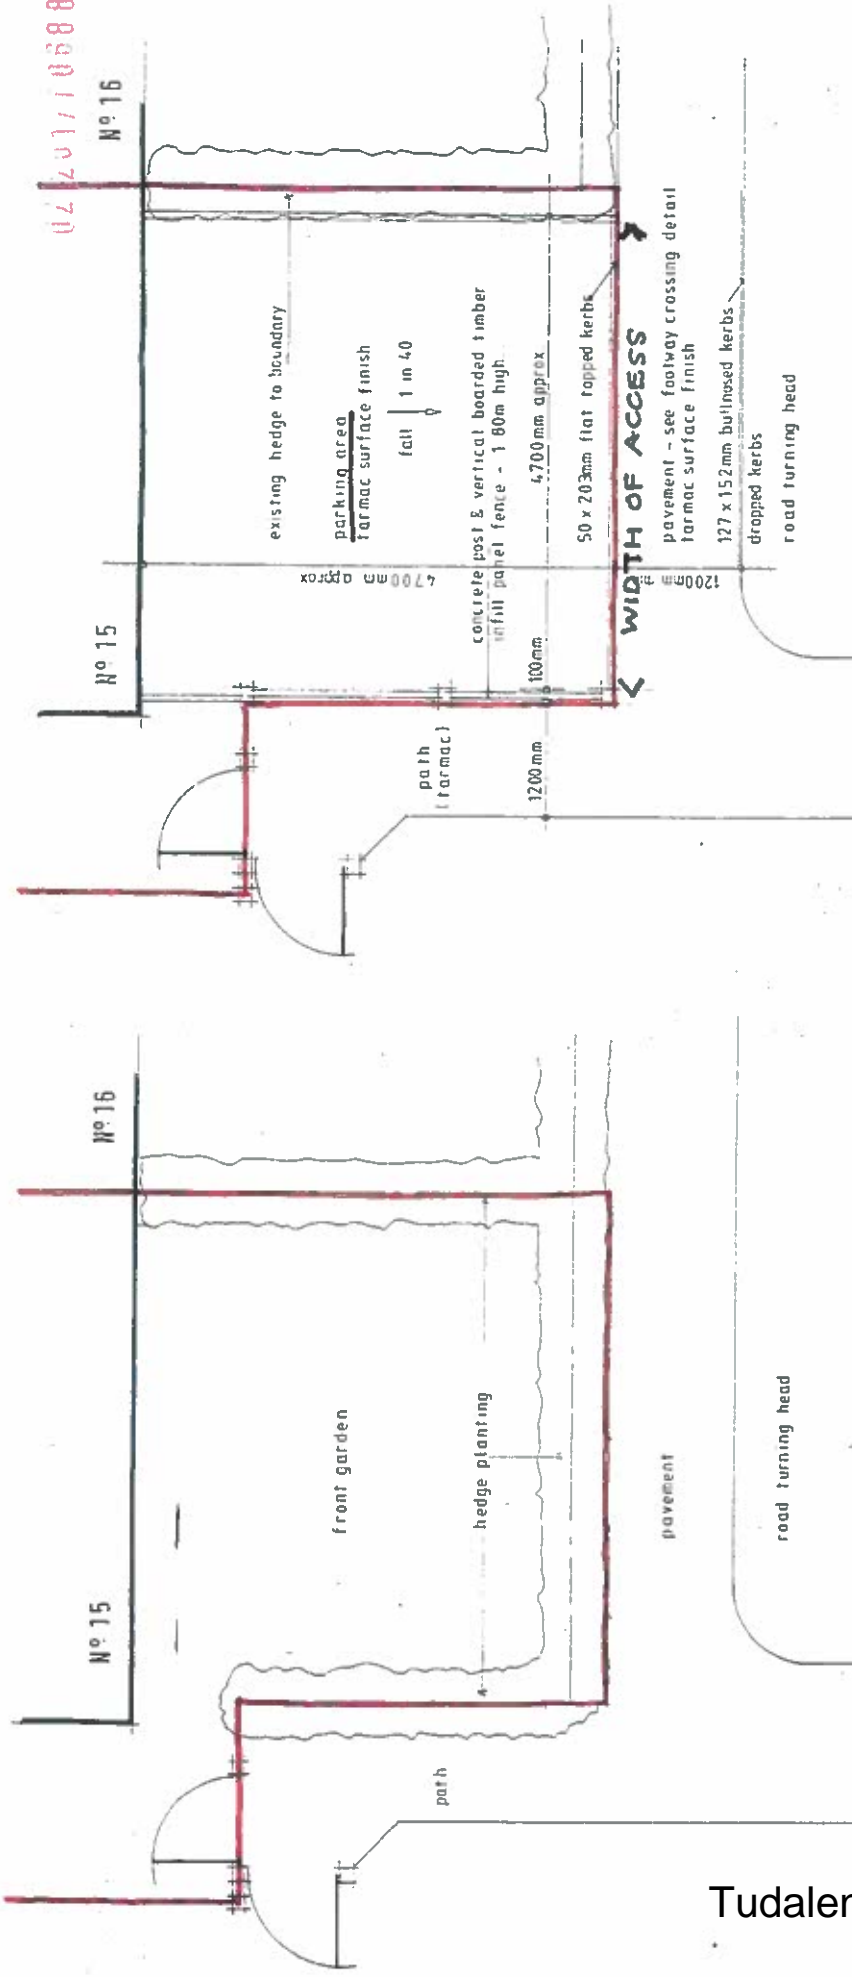 Nº 16
Nº 15
existing hedge to boundary
parking area
tarmac surface finish
fall 1 in 40
concrete post & vertical boarded timber
infill panel fence - 1 80m high
4700mm approx
4700mm approx
50 x 203mm flat topped kerbs
< WIDTH OF ACCESS >
pavement - see footway crossing detail
tarmac surface finish
127 x 152mm bullnosed kerbs
dropped kerbs
road turning head
1200mm
100mm
1200mm
path
(tarmac)
Nº 16
Nº 15
front garden
hedge planting
pavement
road turning head
path
Tudalen